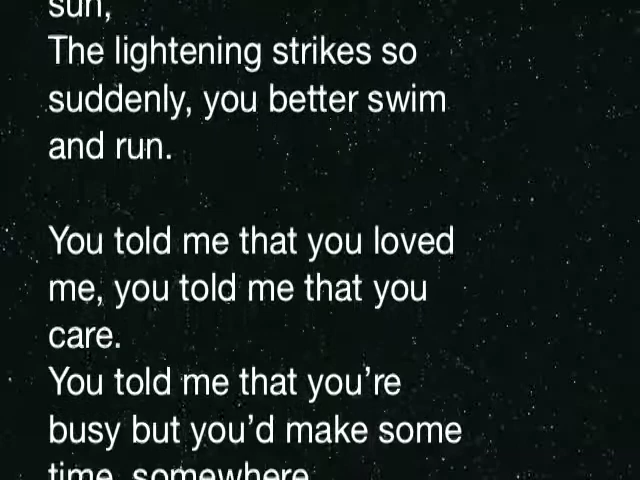 sun,
The lightening strikes so
suddenly, you better swim
and run.
You told me that you loved
me, you told me that you
care.
You told me that you're
busy but you'd make some
time, somewhere